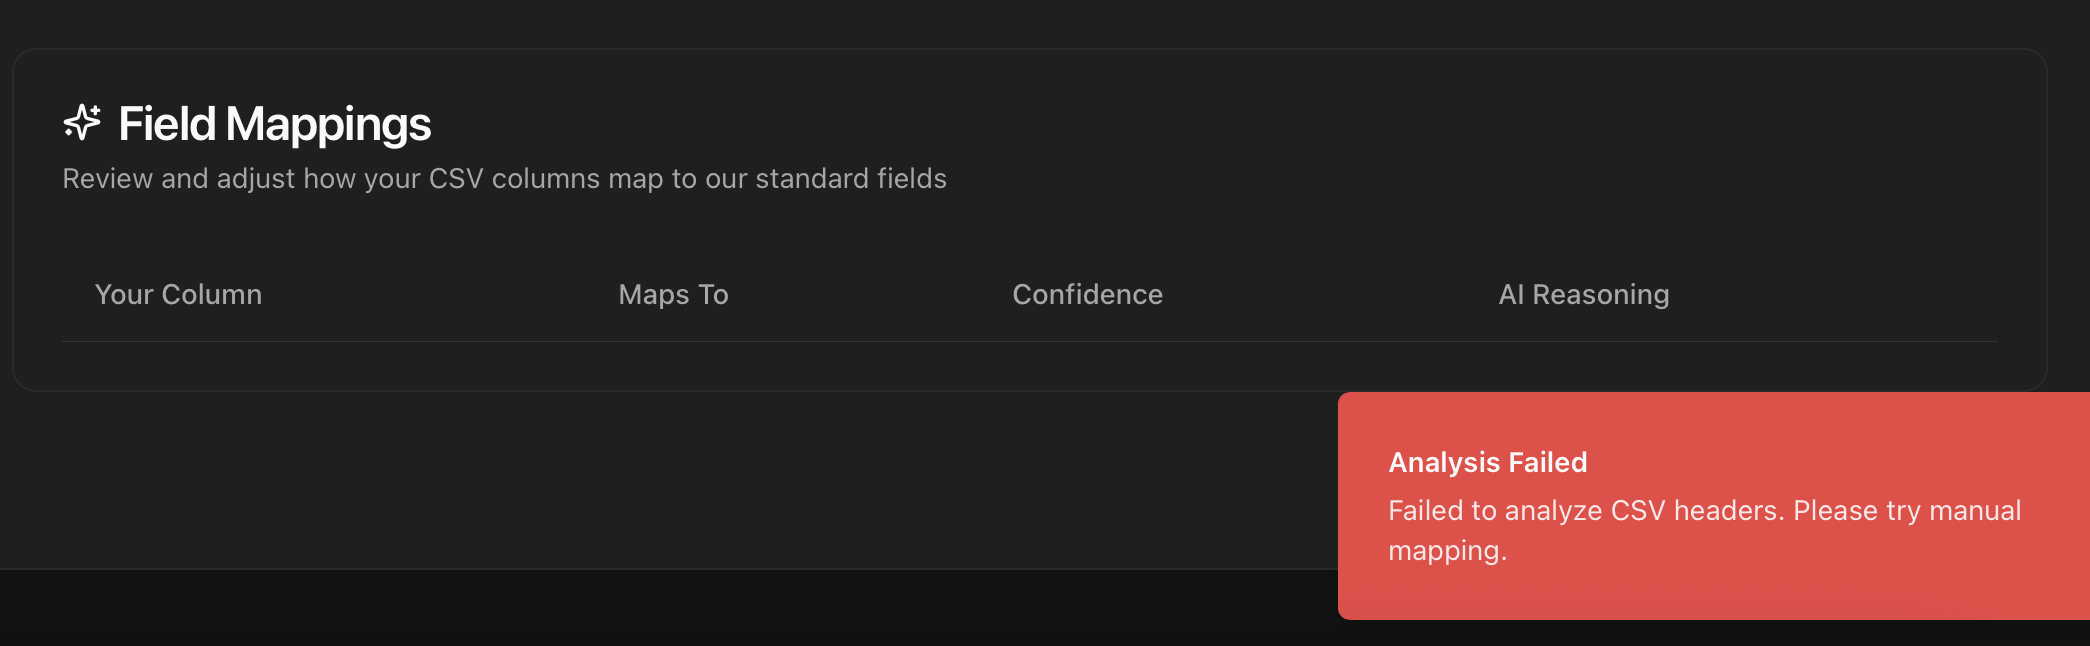 Field Mappings
Review and adjust how your CSV columns map to our standard fields
Your Column Maps To Confidence AI Reasoning
Analysis Failed
Failed to analyze CSV headers. Please try manual
mapping.